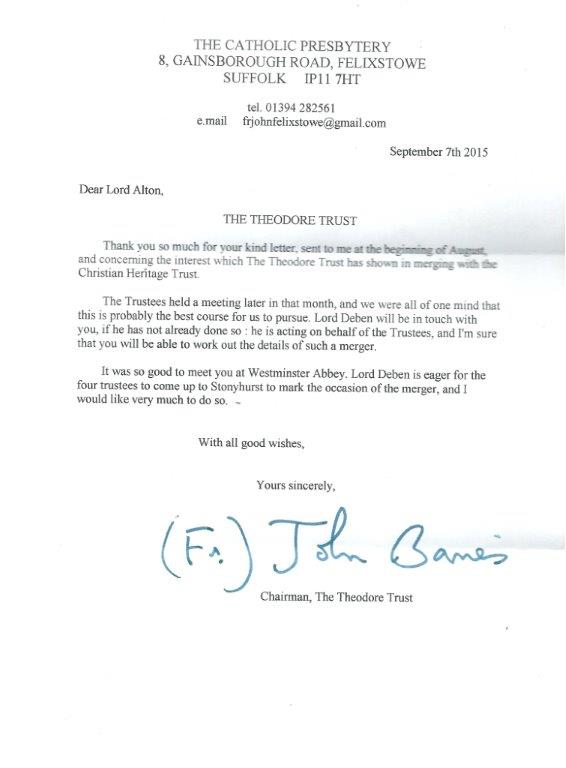 THE CATHOLIC PRESBYTERY
8, GAINSBOROUGH ROAD, FELIXSTOWE
SUFFOLK IP11 7HT
tel. 01394 282561
e.mail frjohnfelixstowe@gmail.com
September 7th 2015
Dear Lord Alton,
THE THEODORE TRUST
Thank you so much for your kind letter, sent to me at the beginning of August,
and concerning the interest which The Theodore Trust has shown in merging with the
Christian Heritage Trust.
The Trustees held a meeting later in that month, and we were all of one mind that
this is probably the best course for us to pursue. Lord Deben will be in touch with
you, if he has not already done so : he is acting on behalf of the Trustees, and I'm sure
that you will be able to work out the details of such a merger.
It was so good to meet you at Westminster Abbey. Lord Deben is eager for the
four trustees to come up to Stonyhurst to mark the occasion of the merger, and I
would like very much to do so. ~
With all good wishes,
Yours sincerely,
(Fr.) John Barnes
Chairman, The Theodore Trust